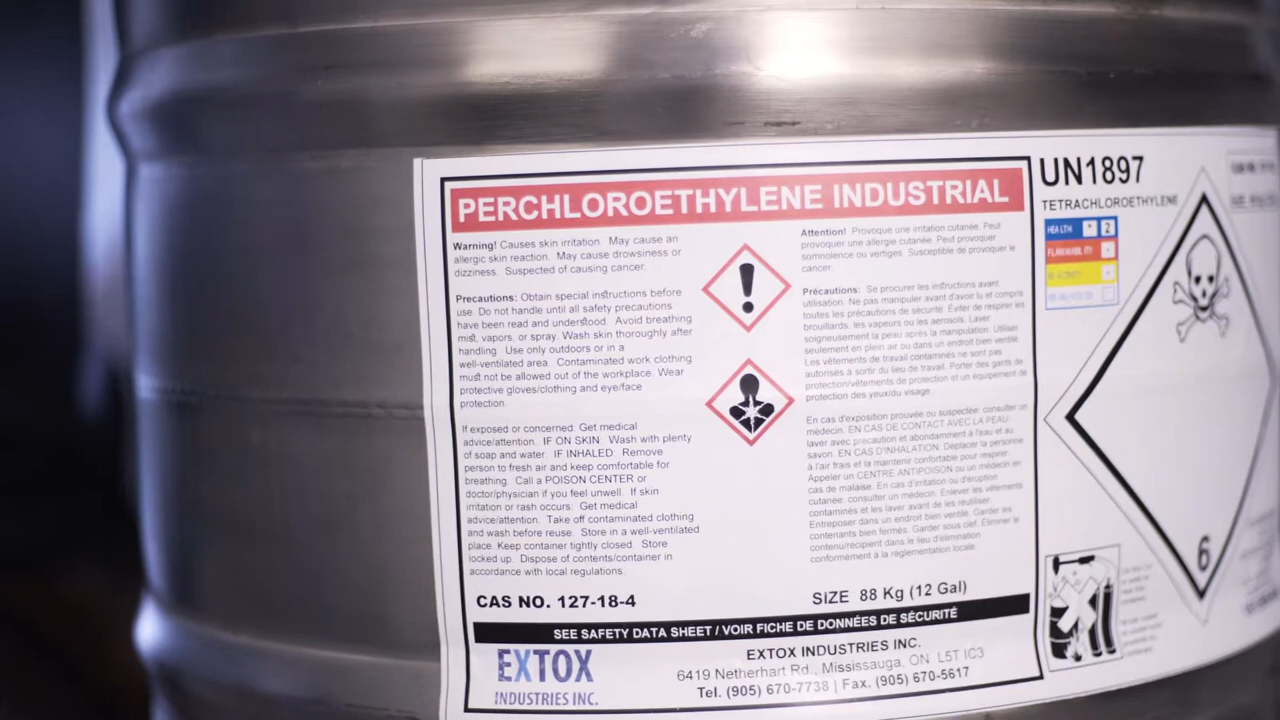 PERCHLOROETHYLENE INDUSTRIAL
Warning! Causes skin irritation. May cause an
allergic skin reaction. May cause drowsiness or
dizziness. Suspected of causing cancer.
Precautions: Obtain special instructions before
use. Do not handle until all safety precautions
have been read and understood. Avoid breathing
mist, vapors, or spray. Wash skin thoroughly after
handling. Use only outdoors or in a
well-ventilated area. Contaminated work clothing
must not be allowed out of the workplace. Wear
protective gloves/clothing and eye/face
protection.
If exposed or concerned: Get medical
advice/attention. IF ON SKIN: Wash with plenty
of soap and water. IF INHALED: Remove
person to fresh air and keep comfortable for
breathing. Call a POISON CENTER or
doctor/physician if you feel unwell. If skin
irritation or rash occurs: Get medical
advice/attention. Take off contaminated clothing
and wash before reuse. Store in a well-ventilated
place. Keep container tightly closed. Store
locked up. Dispose of contents/container in
accordance with local regulations.
Attention! Provoque une irritation cutanée. Peut
provoquer une allergie cutanée. Peut provoquer
somnolence ou vertiges. Susceptible de provoquer le
cancer.
Précautions: Se procurer les instructions avant
utilisation. Ne pas manipuler avant d'avoir lu et compris
toutes les précautions de sécurité. Éviter de respirer les
brouillards, les vapeurs ou les aerosols. Laver
soigneusement la peau après la manipulation. Utiliser
seulement en plein air ou dans un endroit bien ventilé.
Les vêtements de travail contaminés ne sont pas
autorisés à sortir du lieu de travail. Porter des gants de
protection/vêtements de protection et un équipement de
protection des yeux/du visage.
En cas d'exposition prouvée ou suspectée: consulter un
médecin. EN CAS DE CONTACT AVEC LA PEAU:
laver avec précaution et abondamment à l'eau et au
savon. EN CAS D'INHALATION: Déplacer la personne
à l'air frais et la maintenir confortable pour respirer.
Appeler un CENTRE ANTIPOISON ou un médecin en
cas de malaise. En cas d'irritation ou d'éruption
cutanée: consulter un médecin. Enlever les vêtements
contaminés et les laver avant de les réutiliser.
Entreposer dans un endroit bien ventilé. Garder les
contenants bien fermés. Garder sous clef. Éliminer le
contenu/récipient dans le lieu d'élimination
conformément à la réglementation locale.
CAS NO. 127-18-4
SIZE 88 Kg (12 Gal)
SEE SAFETY DATA SHEET / VOIR FICHE DE DONNÉES DE SÉCURITÉ
EXTOX
INDUSTRIES INC.
EXTOX INDUSTRIES INC.
6419 Netherhart Rd., Mississauga, ON L5T IC3
Tel. (905) 670-7738 | Fax. (905) 670-5617
UN1897
TETRACHLOROETHYLENE
HEALTH * 2
FLAMMABILITY
6